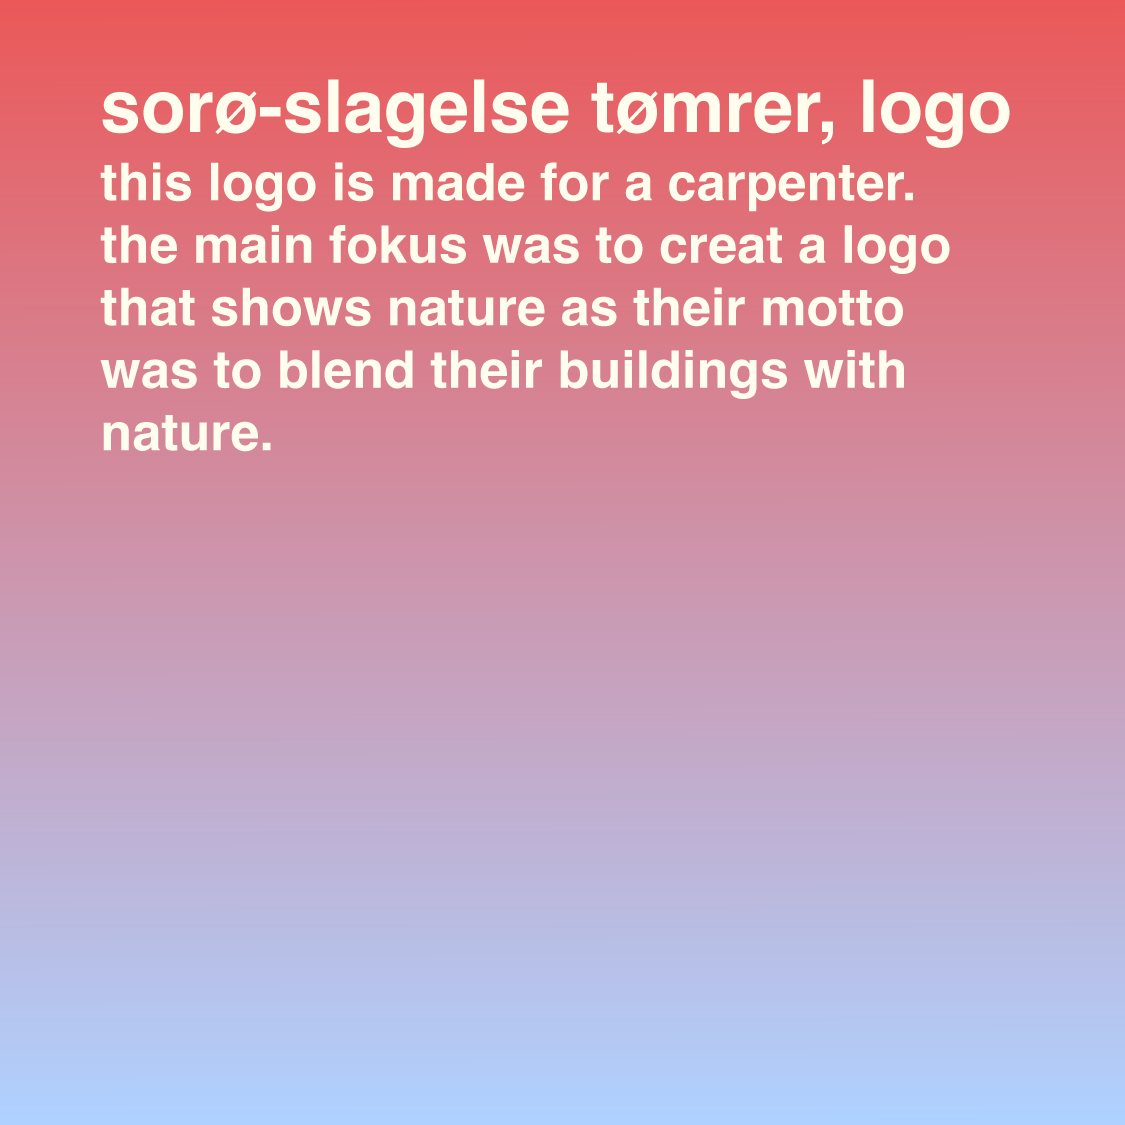 sorø-slagelse tømrer, logo
this logo is made for a carpenter.
the main fokus was to creat a logo
that shows nature as their motto
was to blend their buildings with
nature.